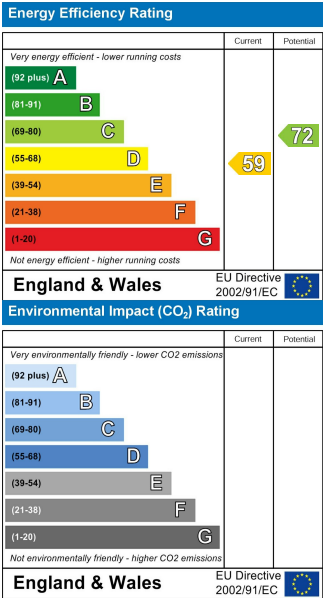 Energy Efficiency Rating
Current Potential
Very energy efficient - lower running costs
(92 plus) A
(81-91) B
(69-80) C
72
(55-68) D
59
(39-54) E
(21-38) F
(1-20) G
Not energy efficient - higher running costs
England & Wales
EU Directive
2002/91/EC
Environmental Impact (CO₂) Rating
Current Potential
Very environmentally friendly - lower CO2 emissions
(92 plus) A
(81-91) B
(69-80) C
(55-68) D
(39-54) E
(21-38) F
(1-20) G
Not environmentally friendly - higher CO2 emissions
England & Wales
EU Directive
2002/91/EC